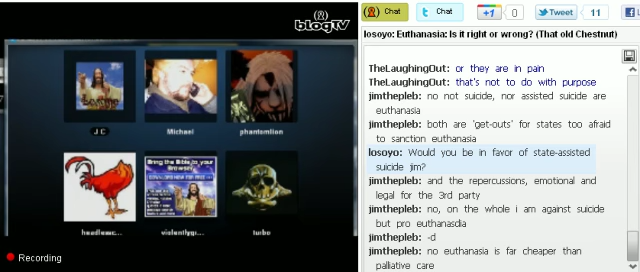 blogTV
J C
Michael
phantomlion
Bring the Bible to your
Browser
turbo
Recording
Chat
Chat
+1
0
Tweet
11
losoyo: Euthanasia: Is it right or wrong? (That old Chestnut)
TheLaughingOut: or they are in pain
TheLaughingOut: that's not to do with purpose
jimthepleb: no not suicide, nor assisted suicide are
euthanasia
jimthepleb: both are 'get-outs' for states too afraid
to sanction euthanasia
losoyo: Would you be in favor of state-assisted
suicide jim?
jimthepleb: and the repercussions, emotional and
legal for the 3rd party
jimthepleb: no, on the whole i am against suicide
but pro euthanasdia
jimthepleb: -d
jimthepleb: no euthanasia is far cheaper than
palliative care